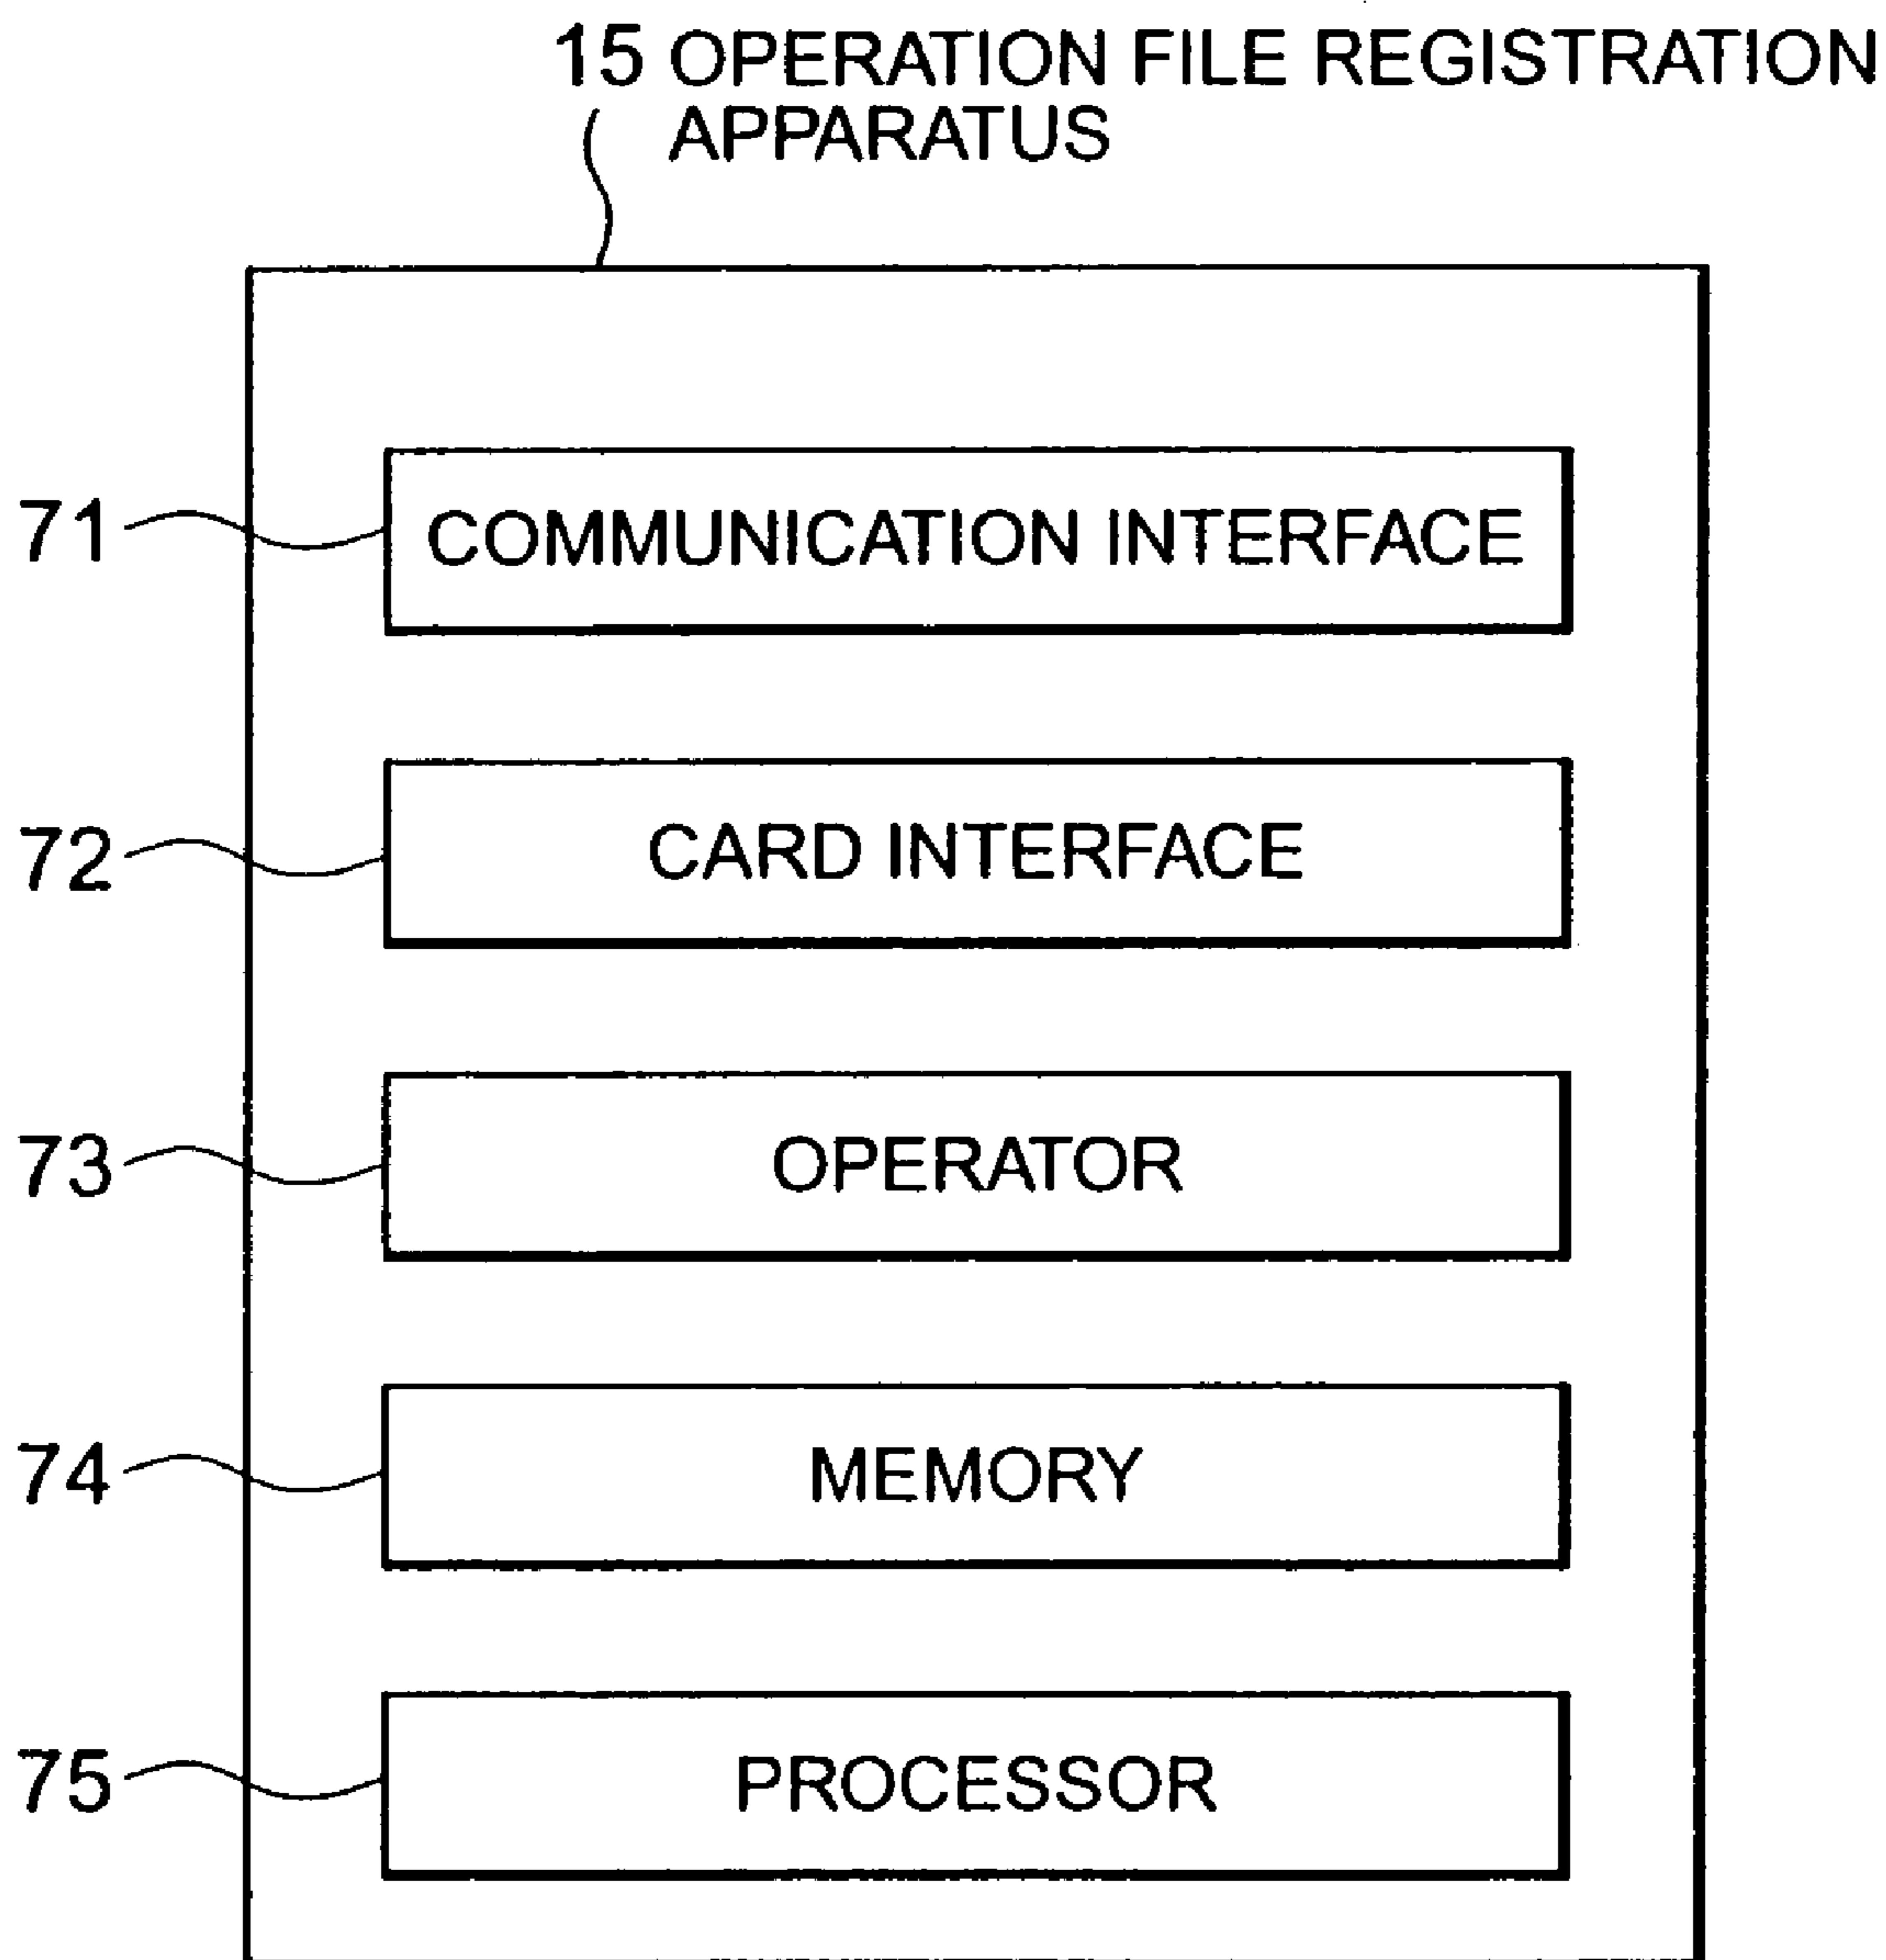 15 OPERATION FILE REGISTRATION
APPARATUS
71 COMMUNICATION INTERFACE
72 CARD INTERFACE
73 OPERATOR
74 MEMORY
75 PROCESSOR